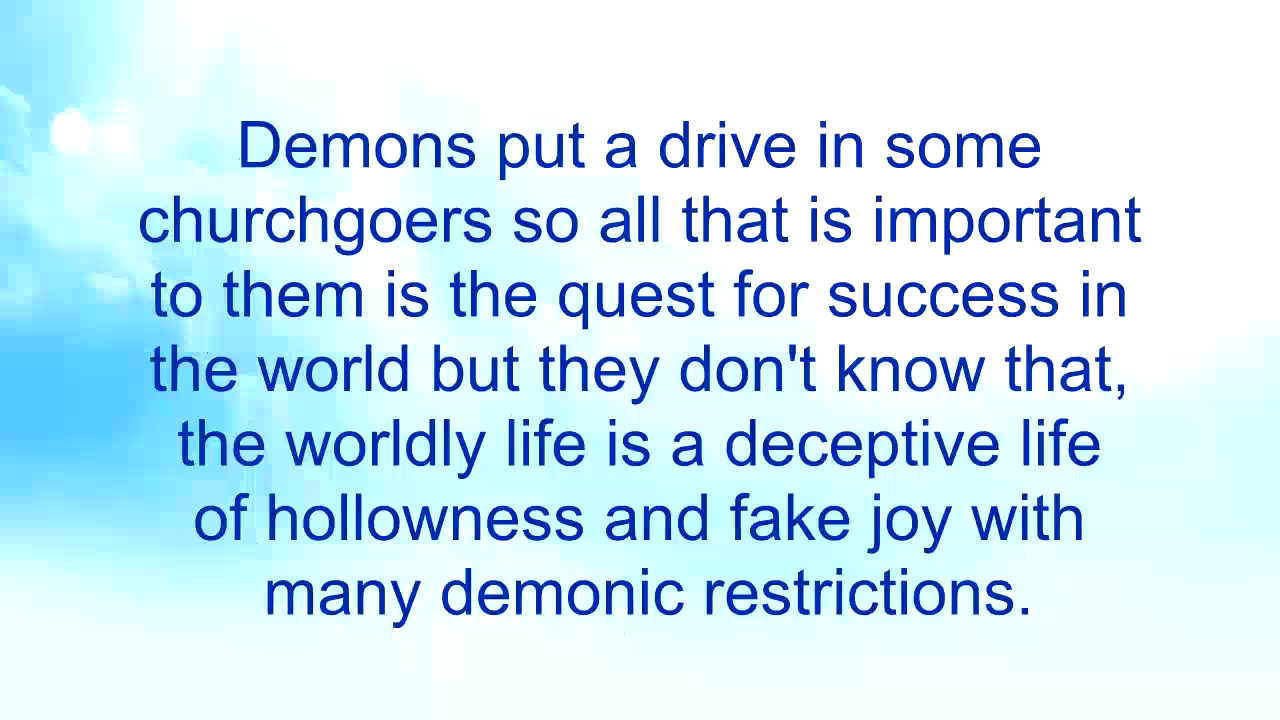 Demons put a drive in some
churchgoers so all that is important
to them is the quest for success in
the world but they don't know that,
the worldly life is a deceptive life
of hollowness and fake joy with
many demonic restrictions.